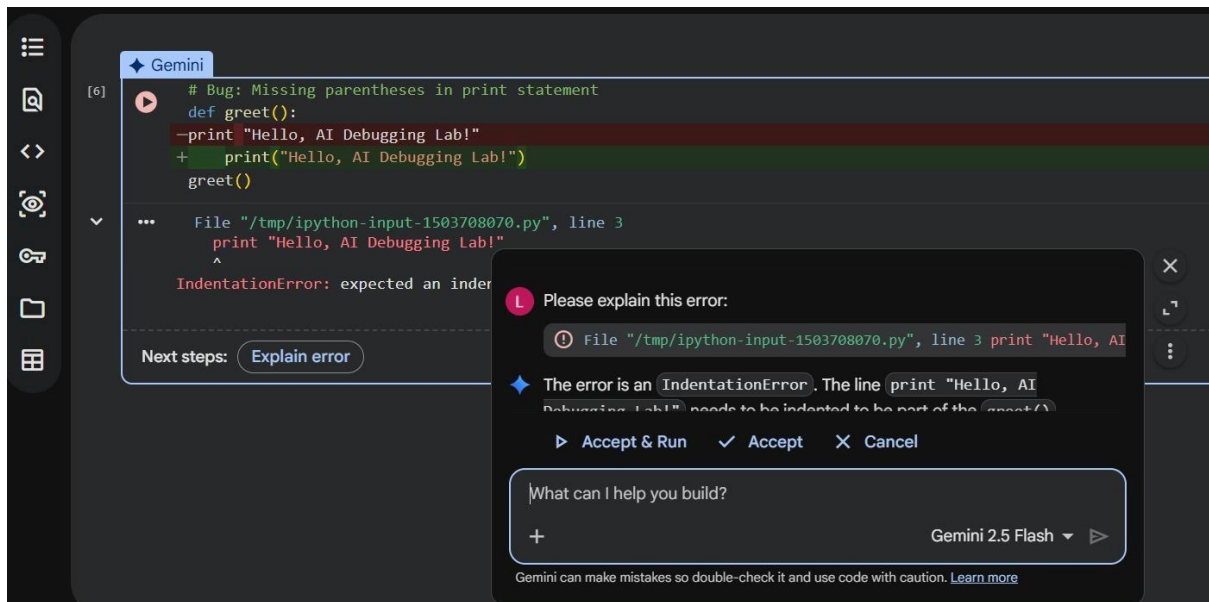 Gemini
[6]
# Bug: Missing parentheses in print statement
def greet():
—print "Hello, AI Debugging Lab!"
+    print("Hello, AI Debugging Lab!")
greet()
File "/tmp/ipython-input-1503708070.py", line 3
print "Hello, AI Debugging Lab!"
^
IndentationError: expected an inden
Next steps: Explain error
L Please explain this error:
File "/tmp/ipython-input-1503708070.py", line 3 print "Hello, AI
The error is an IndentationError. The line print "Hello, AI
Debugging Lab!" needs to be indented to be part of the greet()
Accept & Run Accept Cancel
What can I help you build?
Gemini 2.5 Flash
Gemini can make mistakes so double-check it and use code with caution. Learn more